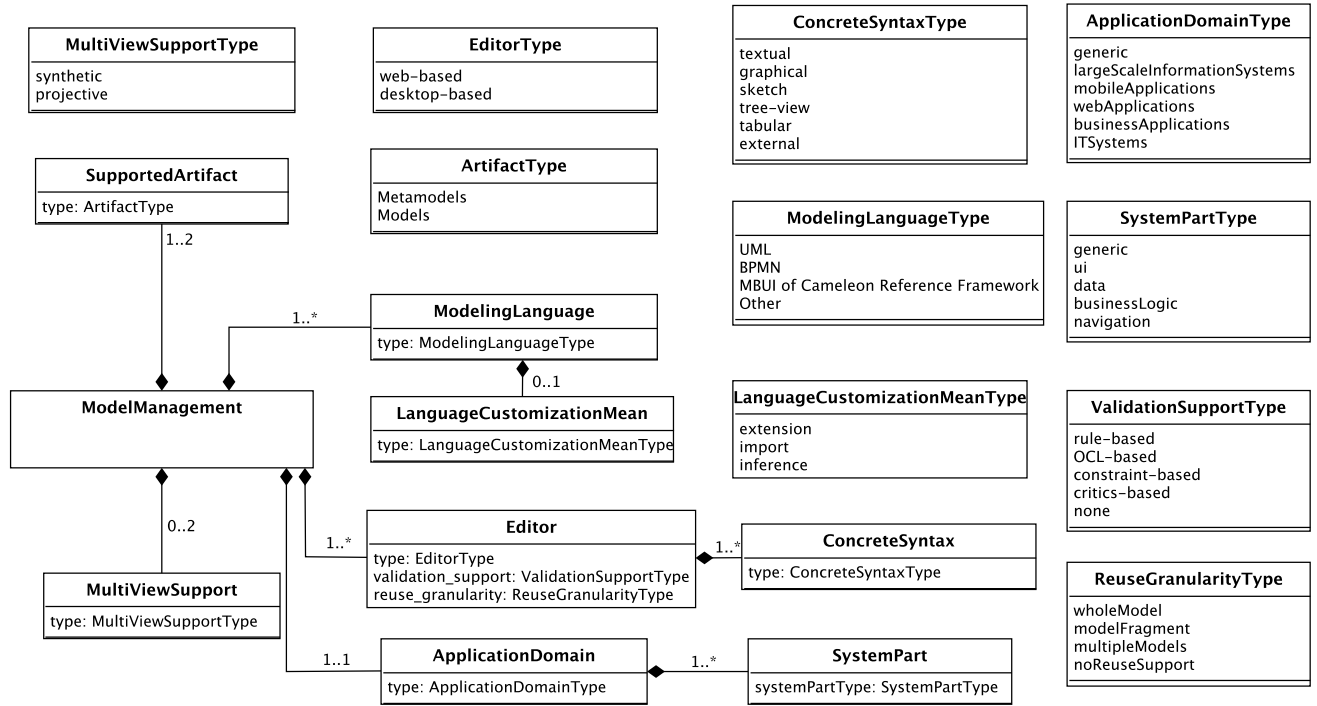 MultiViewSupportType
synthetic
projective
EditorType
web-based
desktop-based
ConcreteSyntaxType
textual
graphical
sketch
tree-view
tabular
external
ApplicationDomainType
generic
largeScaleInformationSystems
mobileApplications
webApplications
businessApplications
ITSystems
SupportedArtifact
type: ArtifactType
1..2
ArtifactType
Metamodels
Models
ModelingLanguageType
UML
BPMN
MBUI of Cameleon Reference Framework
Other
SystemPartType
generic
ui
data
businessLogic
navigation
1..*
ModelingLanguage
type: ModelingLanguageType
0..1
ModelManagement
LanguageCustomizationMean
type: LanguageCustomizationMeanType
LanguageCustomizationMeanType
extension
import
inference
ValidationSupportType
rule-based
OCL-based
constraint-based
critics-based
none
0..2
MultiViewSupport
type: MultiViewSupportType
1..*
Editor
type: EditorType
validation_support: ValidationSupportType
reuse_granularity: ReuseGranularityType
1..*
ConcreteSyntax
type: ConcreteSyntaxType
ReuseGranularityType
wholeModel
modelFragment
multipleModels
noReuseSupport
1..1
ApplicationDomain
type: ApplicationDomainType
1..*
SystemPart
systemPartType: SystemPartType